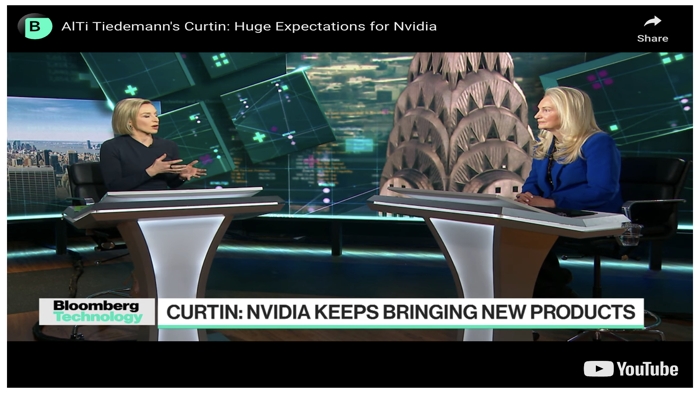 B
AlTi Tiedemann's Curtin: Huge Expectations for Nvidia
Share
Bloomberg
Technology
CURTIN: NVIDIA KEEPS BRINGING NEW PRODUCTS
YouTube